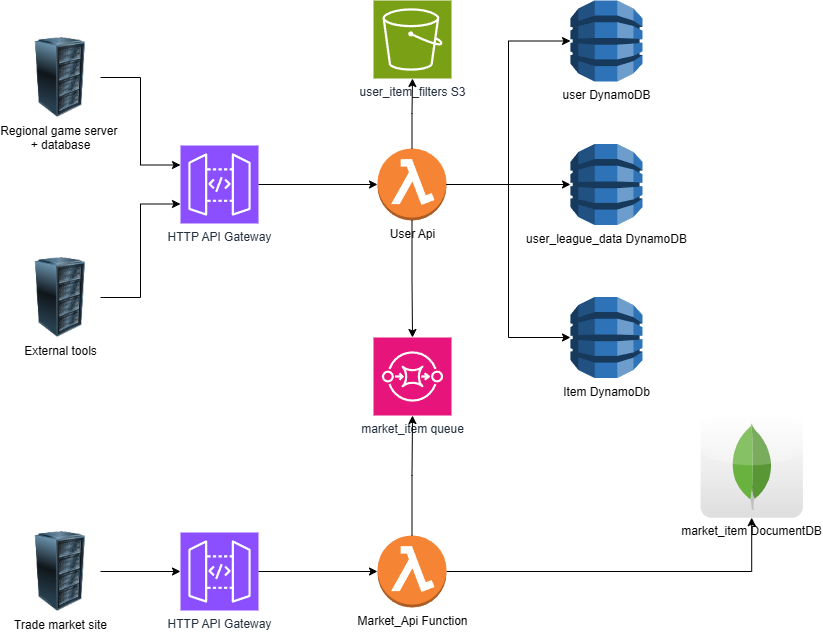 user_item_filters S3
user DynamoDB
Regional game server
+ database
</>
HTTP API Gateway
User Api
user_league_data DynamoDB
External tools
Item DynamoDb
market_item queue
market_item DocumentDB
Trade market site
</>
HTTP API Gateway
Market_Api Function